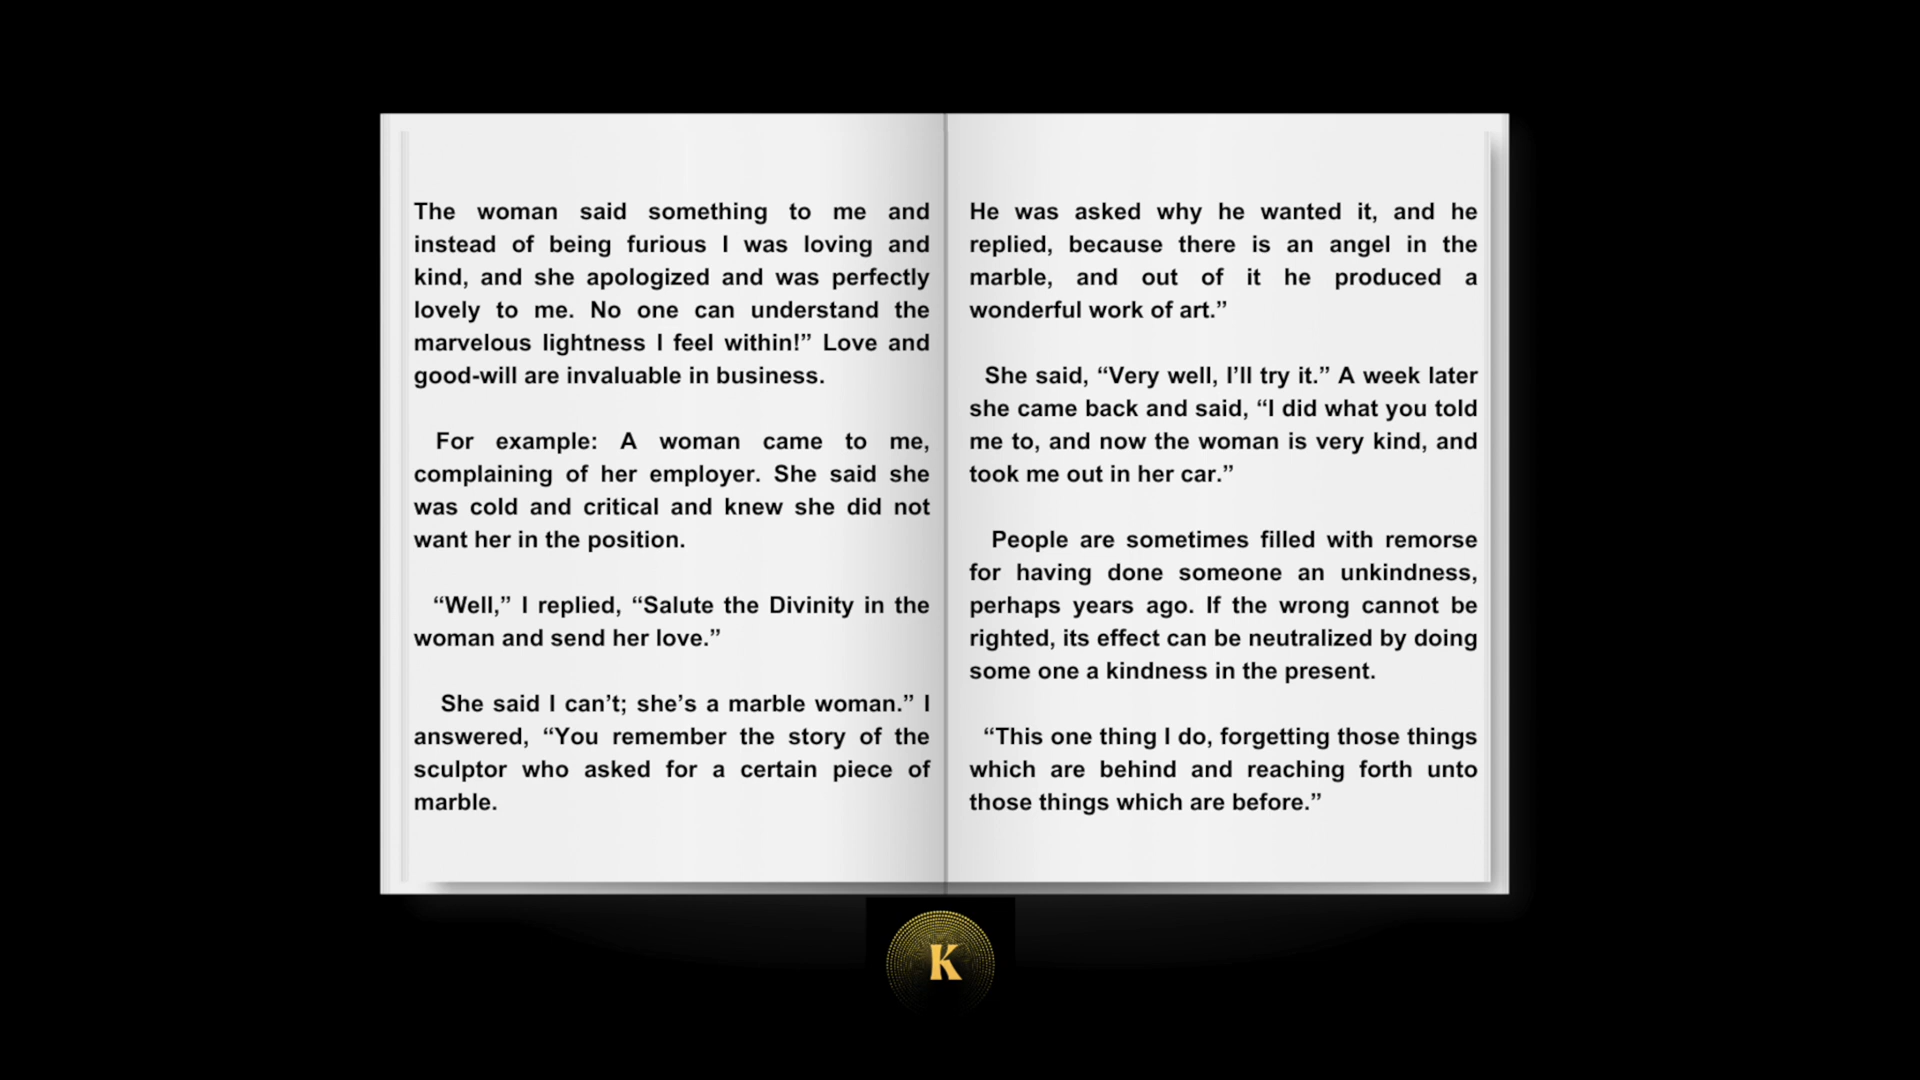 The woman said something to me and
instead of being furious I was loving and
kind, and she apologized and was perfectly
lovely to me. No one can understand the
marvelous lightness I feel within!” Love and
good-will are invaluable in business.
For example: A woman came to me,
complaining of her employer. She said she
was cold and critical and knew she did not
want her in the position.
“Well,” I replied, “Salute the Divinity in the
woman and send her love.”
She said I can’t; she’s a marble woman.” I
answered, “You remember the story of the
sculptor who asked for a certain piece of
marble.
He was asked why he wanted it, and he
replied, because there is an angel in the
marble, and out of it he produced a
wonderful work of art.”
She said, “Very well, I’ll try it.” A week later
she came back and said, “I did what you told
me to, and now the woman is very kind, and
took me out in her car.”
People are sometimes filled with remorse
for having done someone an unkindness,
perhaps years ago. If the wrong cannot be
righted, its effect can be neutralized by doing
some one a kindness in the present.
“This one thing I do, forgetting those things
which are behind and reaching forth unto
those things which are before.”
K